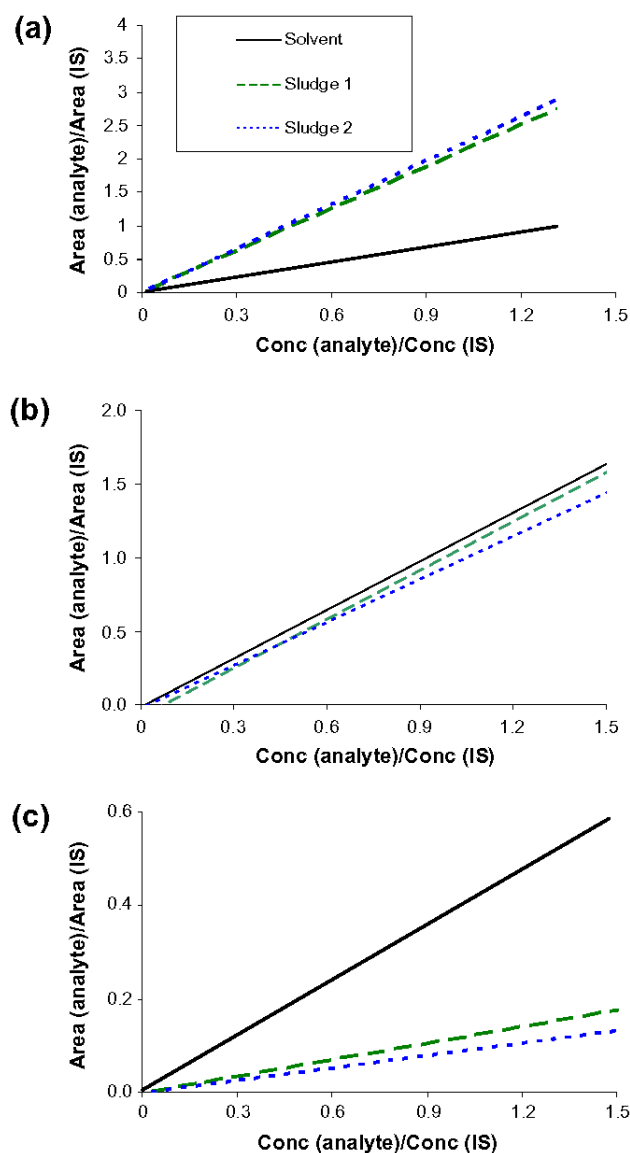 (a)
Area (analyte)/Area (IS)
4
3.5
3
2.5
2
1.5
1
0.5
0
Solvent
Sludge 1
Sludge 2
0 0.3 0.6 0.9 1.2 1.5
Conc (analyte)/Conc (IS)
(b)
Area (analyte)/Area (IS)
2.0
1.5
1.0
0.5
0.0
0 0.3 0.6 0.9 1.2 1.5
Conc (analyte)/Conc (IS)
(c)
Area (analyte)/Area (IS)
0.6
0.4
0.2
0.0
0 0.3 0.6 0.9 1.2 1.5
Conc (analyte)/Conc (IS)